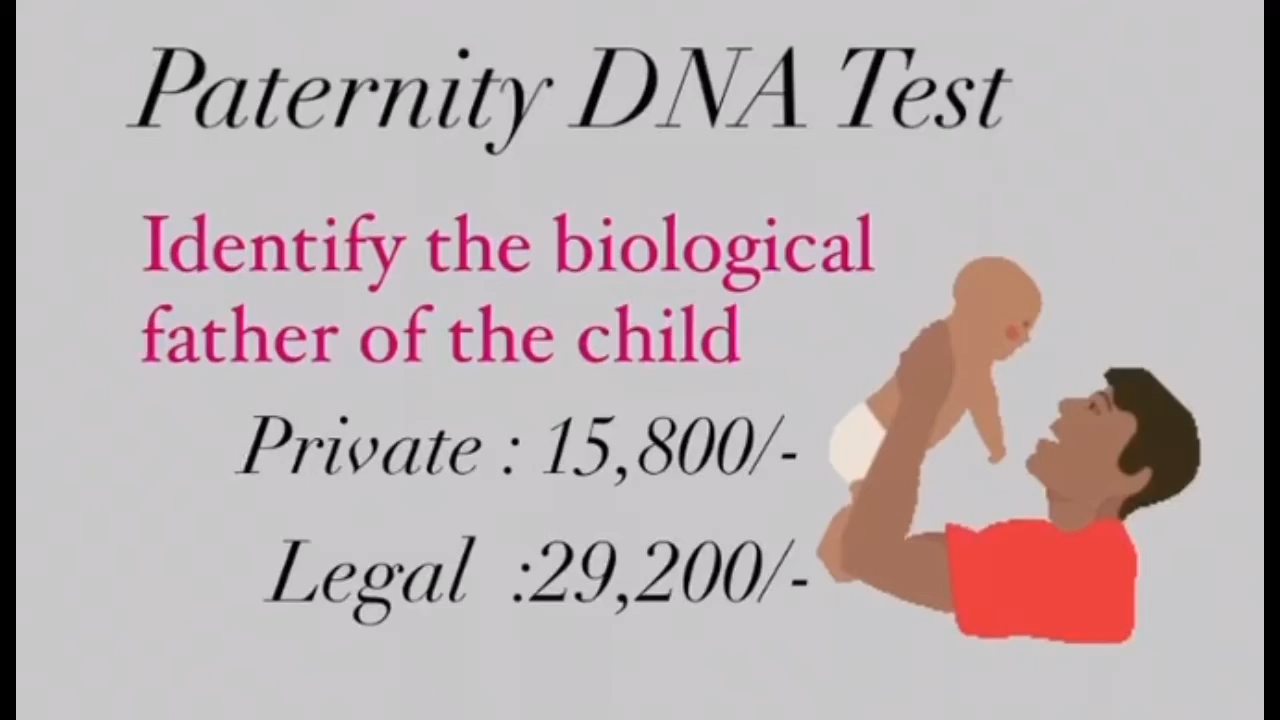 Paternity DNA Test
Identify the biological
father of the child
Private : 15,800/-
Legal :29,200/-